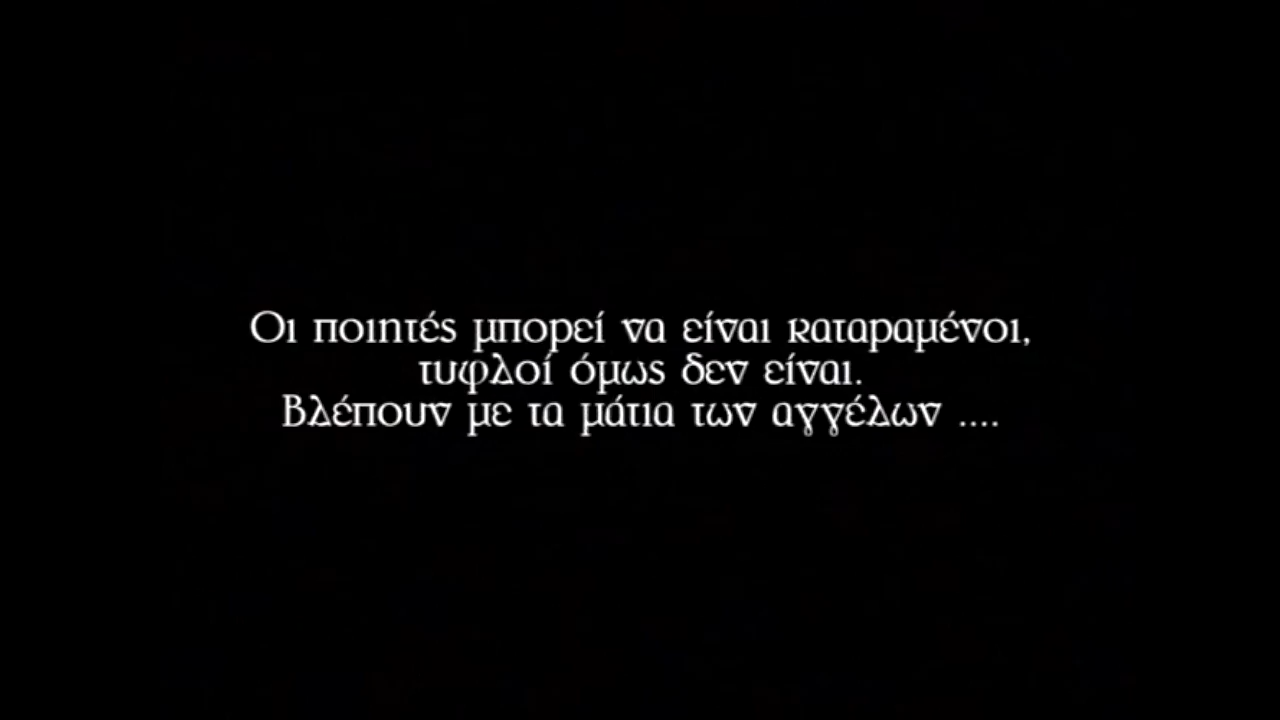 Οι ποιητές μπορεί να είναι καταραμένοι,
τυφλοί όμως δεν είναι.
Βλέπουν με τα μάτια των αγγέλων ....